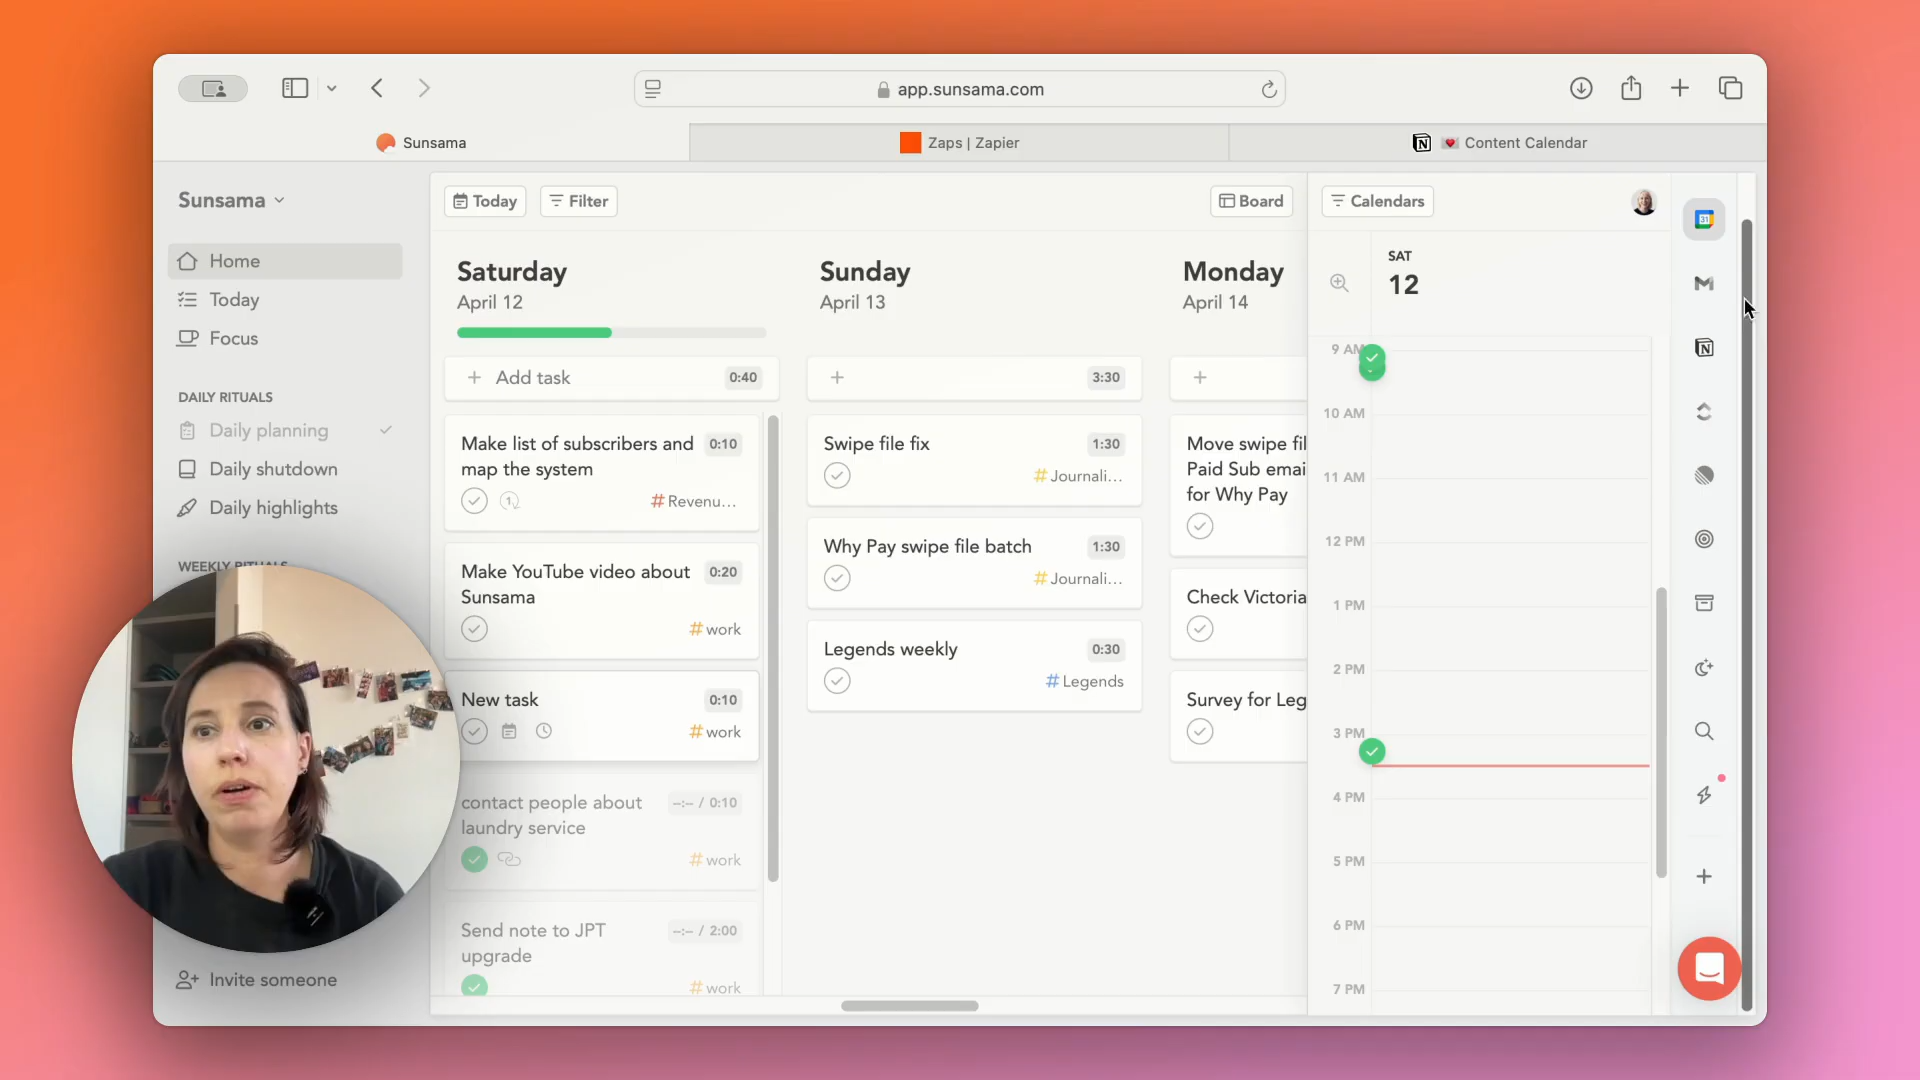 app.sunsama.com
Sunsama
Zaps | Zapier
💌 Content Calendar
Sunsama
Home
Today
Focus
DAILY RITUALS
Daily planning
Daily shutdown
Daily highlights
WEEKLY RITUALS
Invite someone
Today
Filter
Board
Saturday
April 12
Add task
0:40
Make list of subscribers and
map the system
0:10
# Revenu...
Make YouTube video about
Sunsama
0:20
# work
New task
0:10
# work
contact people about
laundry service
--:-- / 0:10
# work
Send note to JPT
upgrade
--:-- / 2:00
# work
Sunday
April 13
3:30
Swipe file fix
1:30
# Journali...
Why Pay swipe file batch
1:30
# Journali...
Legends weekly
0:30
# Legends
Monday
April 14
Move swipe fil
Paid Sub emai
for Why Pay
Check Victoria
Survey for Leg
Calendars
SAT
12
9 AM
10 AM
11 AM
12 PM
1 PM
2 PM
3 PM
4 PM
5 PM
6 PM
7 PM
31